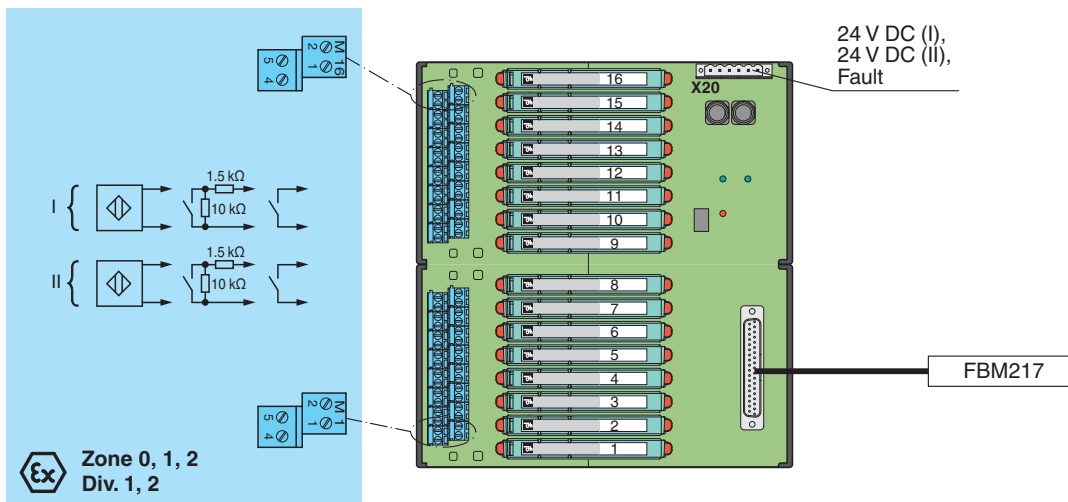 M 16
2 1
5 4
24 V DC (I),
24 V DC (II),
Fault
X20
16
15
14
13
12
11
10
9
8
7
6
5
4
3
2
1
I
1.5 kΩ
10 kΩ
II
1.5 kΩ
10 kΩ
FBM217
M 1
2 1
5 4
Ex
Zone 0, 1, 2
Div. 1, 2